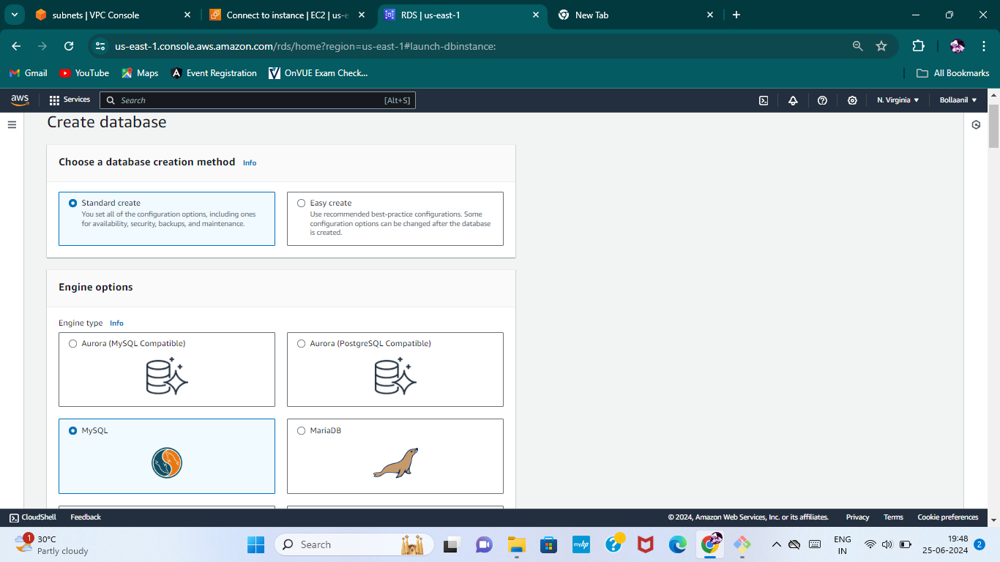 subnets | VPC Console
Connect to instance | EC2 | us-e
RDS | us-east-1
New Tab
us-east-1.console.aws.amazon.com/rds/home?region=us-east-1#launch-dbinstance:
Gmail
YouTube
Maps
Event Registration
OnVUE Exam Check...
All Bookmarks
aws
Services
Search
[Alt+S]
N. Virginia
Bollaanil
Create database
Choose a database creation method Info
Standard create
You set all of the configuration options, including ones
for availability, security, backups, and maintenance.
Easy create
Use recommended best-practice configurations. Some
configuration options can be changed after the database
is created.
Engine options
Engine type Info
Aurora (MySQL Compatible)
Aurora (PostgreSQL Compatible)
MySQL
MariaDB
CloudShell
Feedback
© 2024, Amazon Web Services, Inc. or its affiliates.
Privacy
Terms
Cookie preferences
1
30°C
Partly cloudy
Search
myhp
ENG
IN
19:48
25-06-2024
2